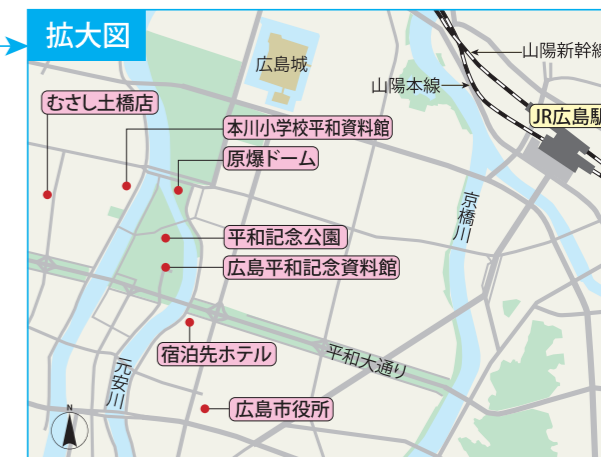 拡大図
広島城
山陽新幹線
山陽本線
むさし土橋店
JR広島駅
本川小学校平和資料館
原爆ドーム
京橋川
平和記念公園
広島平和記念資料館
宿泊先ホテル
平和大通り
元安川
広島市役所
N